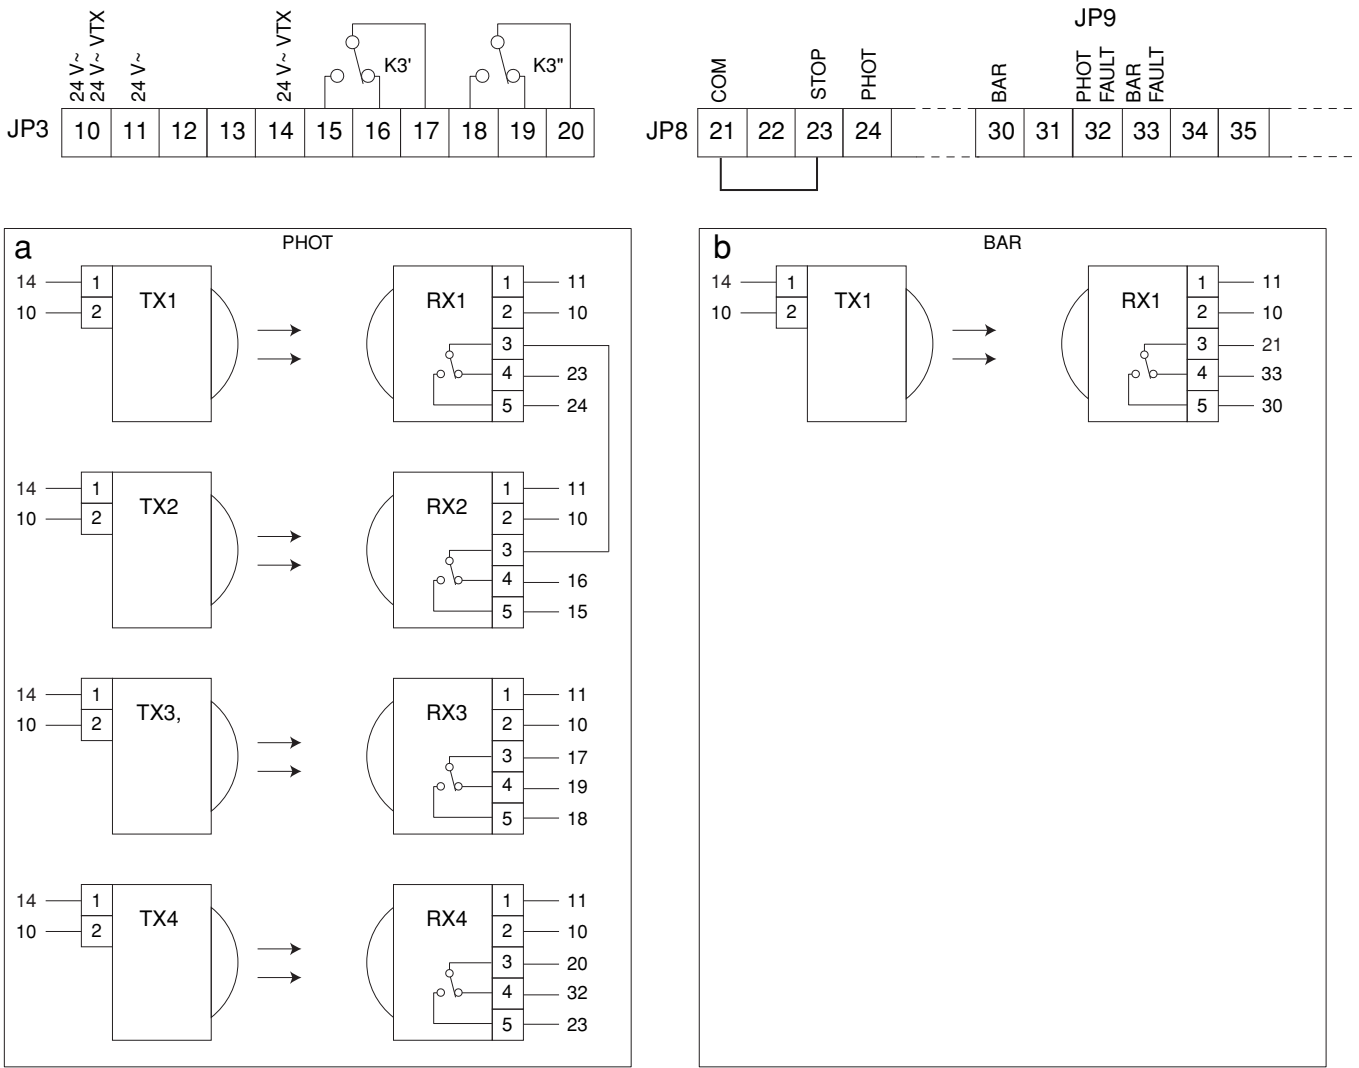 JP9
24 V~
24 V~ VTX
24 V~
24 V~ VTX
K3'
K3"
COM
STOP
PHOT
BAR
PHOT
FAULT
BAR
FAULT
JP3 10 11 12 13 14 15 16 17 18 19 20
JP8 21 22 23 24 30 31 32 33 34 35
a PHOT
14 1 TX1 RX1 1 11
10 2 2 10
3
4 23
5 24
14 1 TX2 RX2 1 11
10 2 2 10
3
4 16
5 15
14 1 TX3, RX3 1 11
10 2 2 10
3 17
4 19
5 18
14 1 TX4 RX4 1 11
10 2 2 10
3 20
4 32
5 23
b BAR
14 1 TX1 RX1 1 11
10 2 2 10
3 21
4 33
5 30